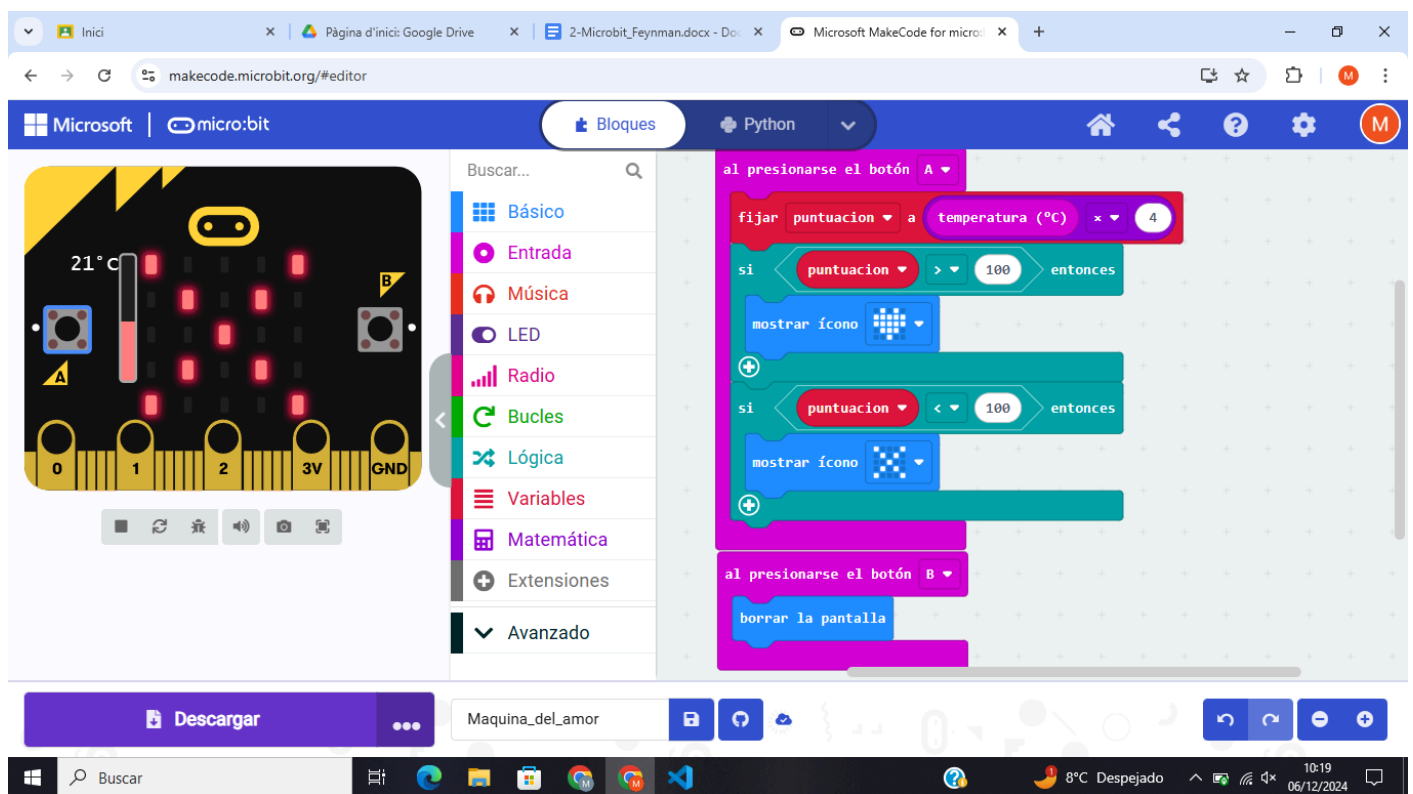 Inici
Pàgina d'inici: Google Drive
2-Microbit_Feynman.docx - Doc
Microsoft MakeCode for micro:
makecode.microbit.org/#editor
M
Microsoft
micro:bit
Bloques
Python
M
21°C
A
B
0
1
2
3V
GND
Buscar...
Básico
Entrada
Música
LED
Radio
Bucles
Lógica
Variables
Matemática
Extensiones
Avanzado
al presionarse el botón A
fijar puntuacion a temperatura (°C) × 4
si puntuacion > 100 entonces
mostrar ícono
si puntuacion < 100 entonces
mostrar ícono
al presionarse el botón B
borrar la pantalla
Descargar
Maquina_del_amor
Buscar
M
M
8°C Despejado
10:19
06/12/2024